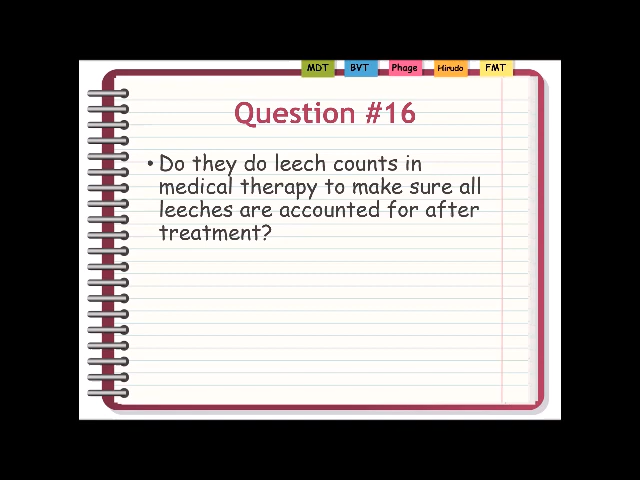 MDT BVT Phage Hirudo FMT
Question #16
• Do they do leech counts in
medical therapy to make sure all
leeches are accounted for after
treatment?